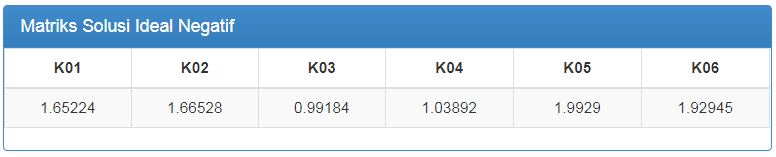 Matriks Solusi Ideal Negatif
K01 K02 K03 K04 K05 K06
1.65224 1.66528 0.99184 1.03892 1.9929 1.92945